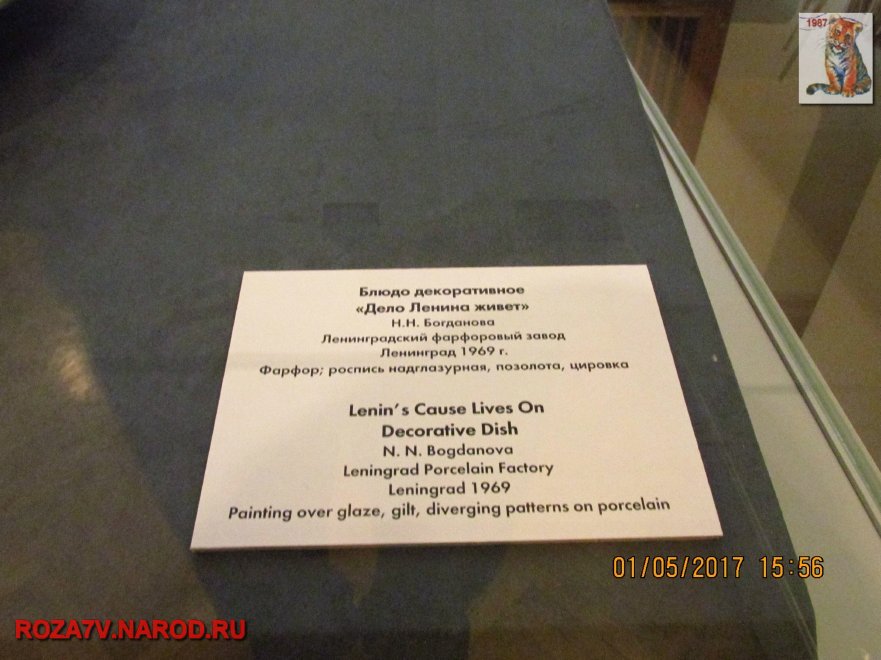 1987
Блюдо декоративное
«Дело Ленина живет»
Н.Н. Богданова
Ленинградский фарфоровый завод
Ленинград 1969 г.
Фарфор; роспись надглазурная, позолота, цировка
Lenin's Cause Lives On
Decorative Dish
N. N. Bogdanova
Leningrad Porcelain Factory
Leningrad 1969
Painting over glaze, gilt, diverging patterns on porcelain
01/05/2017 15:56
ROZA7V.NAROD.RU